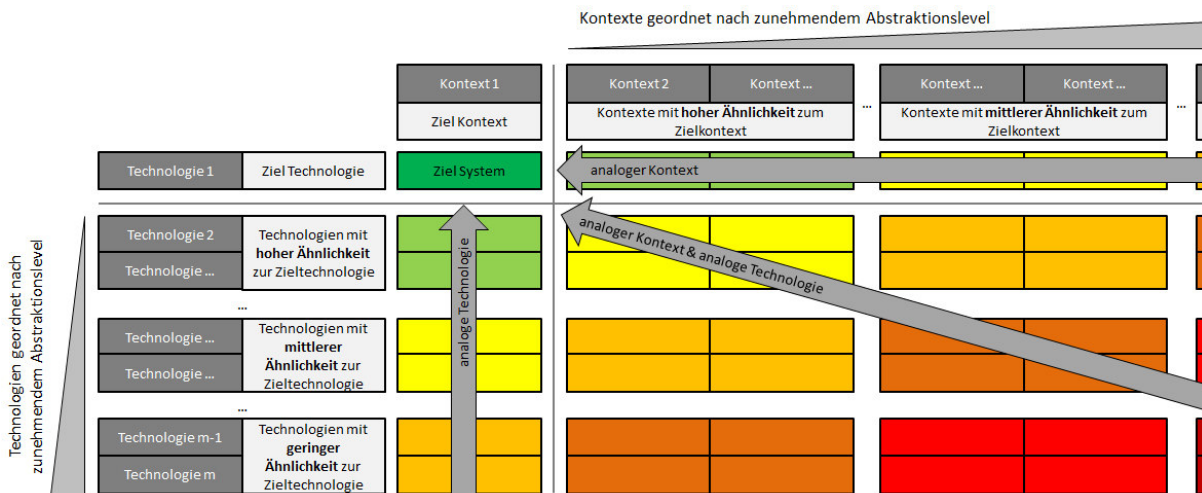 Kontexte geordnet nach zunehmendem Abstraktionslevel
Kontext 1
Kontext 2
Kontext ...
...
Kontext ...
Kontext ...
...
Ziel Kontext
Kontexte mit hoher Ähnlichkeit zum
Zielkontext
Kontexte mit mittlerer Ähnlichkeit zum
Zielkontext
Technologie 1
Ziel Technologie
Ziel System
analoger Kontext
Technologien geordnet nach
zunehmendem Abstraktionslevel
Technologie 2
Technologie ...
Technologien mit
hoher Ähnlichkeit
zur Zieltechnologie
analoge Technologie
analoger Kontext & analoge Technologie
...
Technologie ...
Technologie ...
Technologien mit
mittlerer
Ähnlichkeit zur
Zieltechnologie
...
Technologie m-1
Technologie m
Technologien mit
geringer
Ähnlichkeit zur
Zieltechnologie